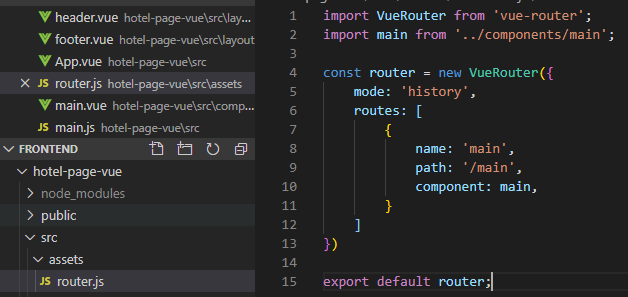 header.vue hotel-page-vue\src\lay...
footer.vue hotel-page-vue\src\layout
App.vue hotel-page-vue\src
JS router.js hotel-page-vue\src\assets
main.vue hotel-page-vue\src\comp...
JS main.js hotel-page-vue\src
FRONTEND
hotel-page-vue
node_modules
public
src
assets
JS router.js
1 import VueRouter from 'vue-router';
2 import main from '../components/main';
3
4 const router = new VueRouter({
5 mode: 'history',
6 routes: [
7 {
8 name: 'main',
9 path: '/main',
10 component: main,
11 }
12 ]
13 })
14
15 export default router;